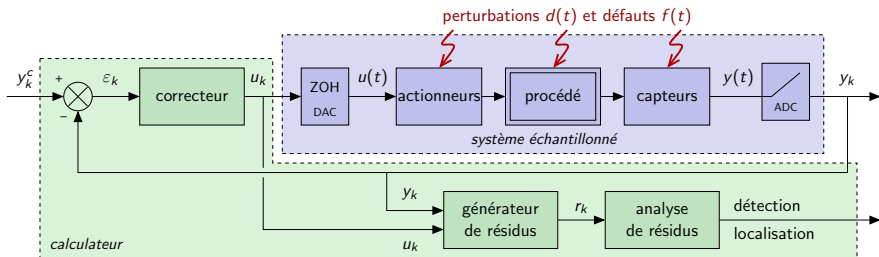 perturbations d(t) et défauts f(t)
y_k^c
+
−
ε_k
correcteur
u_k
ZOH
DAC
u(t)
actionneurs
procédé
capteurs
y(t)
ADC
y_k
système échantillonné
y_k
u_k
générateur
de résidus
r_k
analyse
de résidus
détection
localisation
calculateur